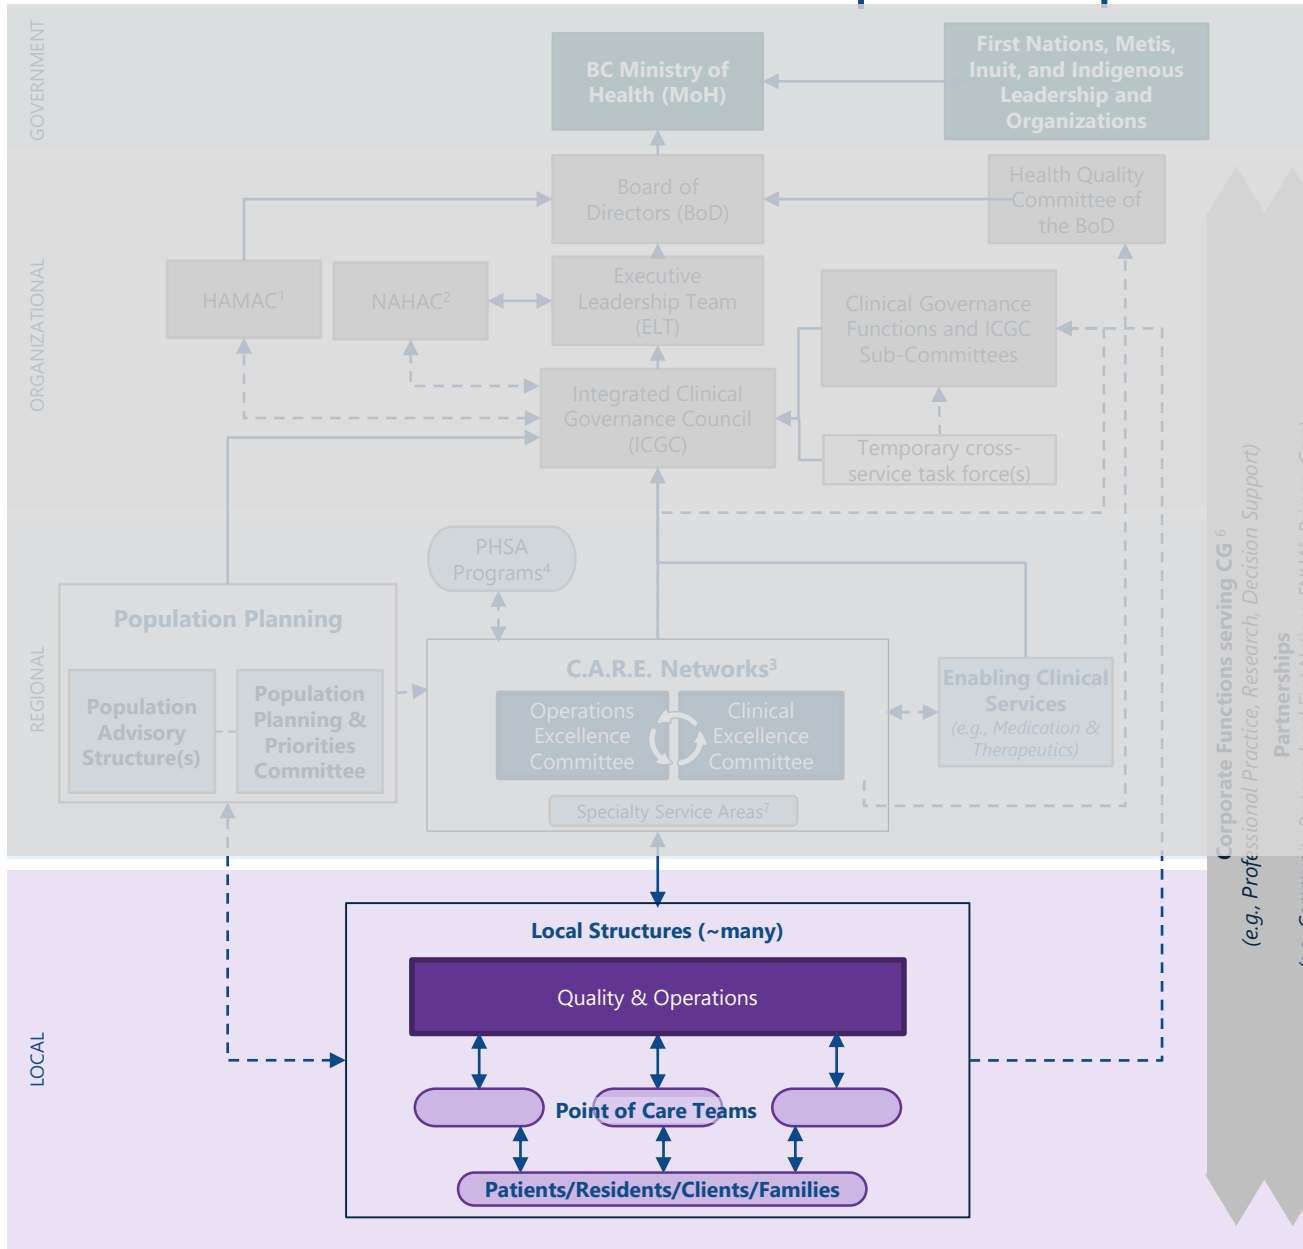 GOVERNMENT
BC Ministry of
Health (MoH)
First Nations, Metis,
Inuit, and Indigenous
Leadership and
Organizations
ORGANIZATIONAL
Board of
Directors (BoD)
Health Quality
Committee of
the BoD
HAMAC¹
NAHAC²
Executive
Leadership Team
(ELT)
Clinical Governance
Functions and ICGC
Sub-Committees
Integrated Clinical
Governance Council
(ICGC)
Temporary cross-
service task force(s)
REGIONAL
PHSA
Programs⁴
Population Planning
Population
Advisory
Structure(s)
Population
Planning &
Priorities
Committee
C.A.R.E. Networks³
Operations
Excellence
Committee
Clinical
Excellence
Committee
Specialty Service Areas⁷
Enabling Clinical
Services
(e.g., Medication &
Therapeutics)
Corporate Functions serving CG ⁶
(e.g., Professional Practice, Research, Decision Support)
Partnerships
LOCAL
Local Structures (~many)
Quality & Operations
Point of Care Teams
Patients/Residents/Clients/Families